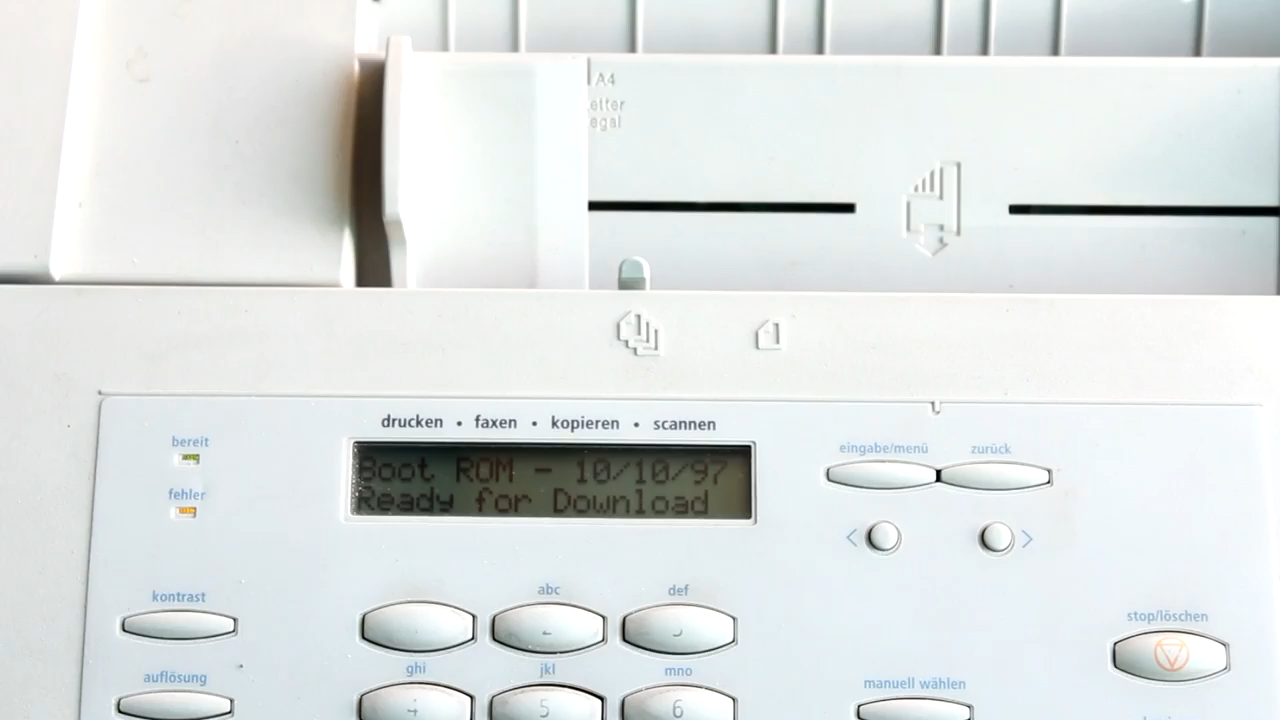 A4
etter
egal
drucken • faxen • kopieren • scannen
bereit
fehler
Boot ROM - 10/10/97
Ready for Download
eingabe/menü
zurück
< >
kontrast
abc
def
stop/löschen
auflösung
ghi
jkl
mno
manuell wählen
4
5
6